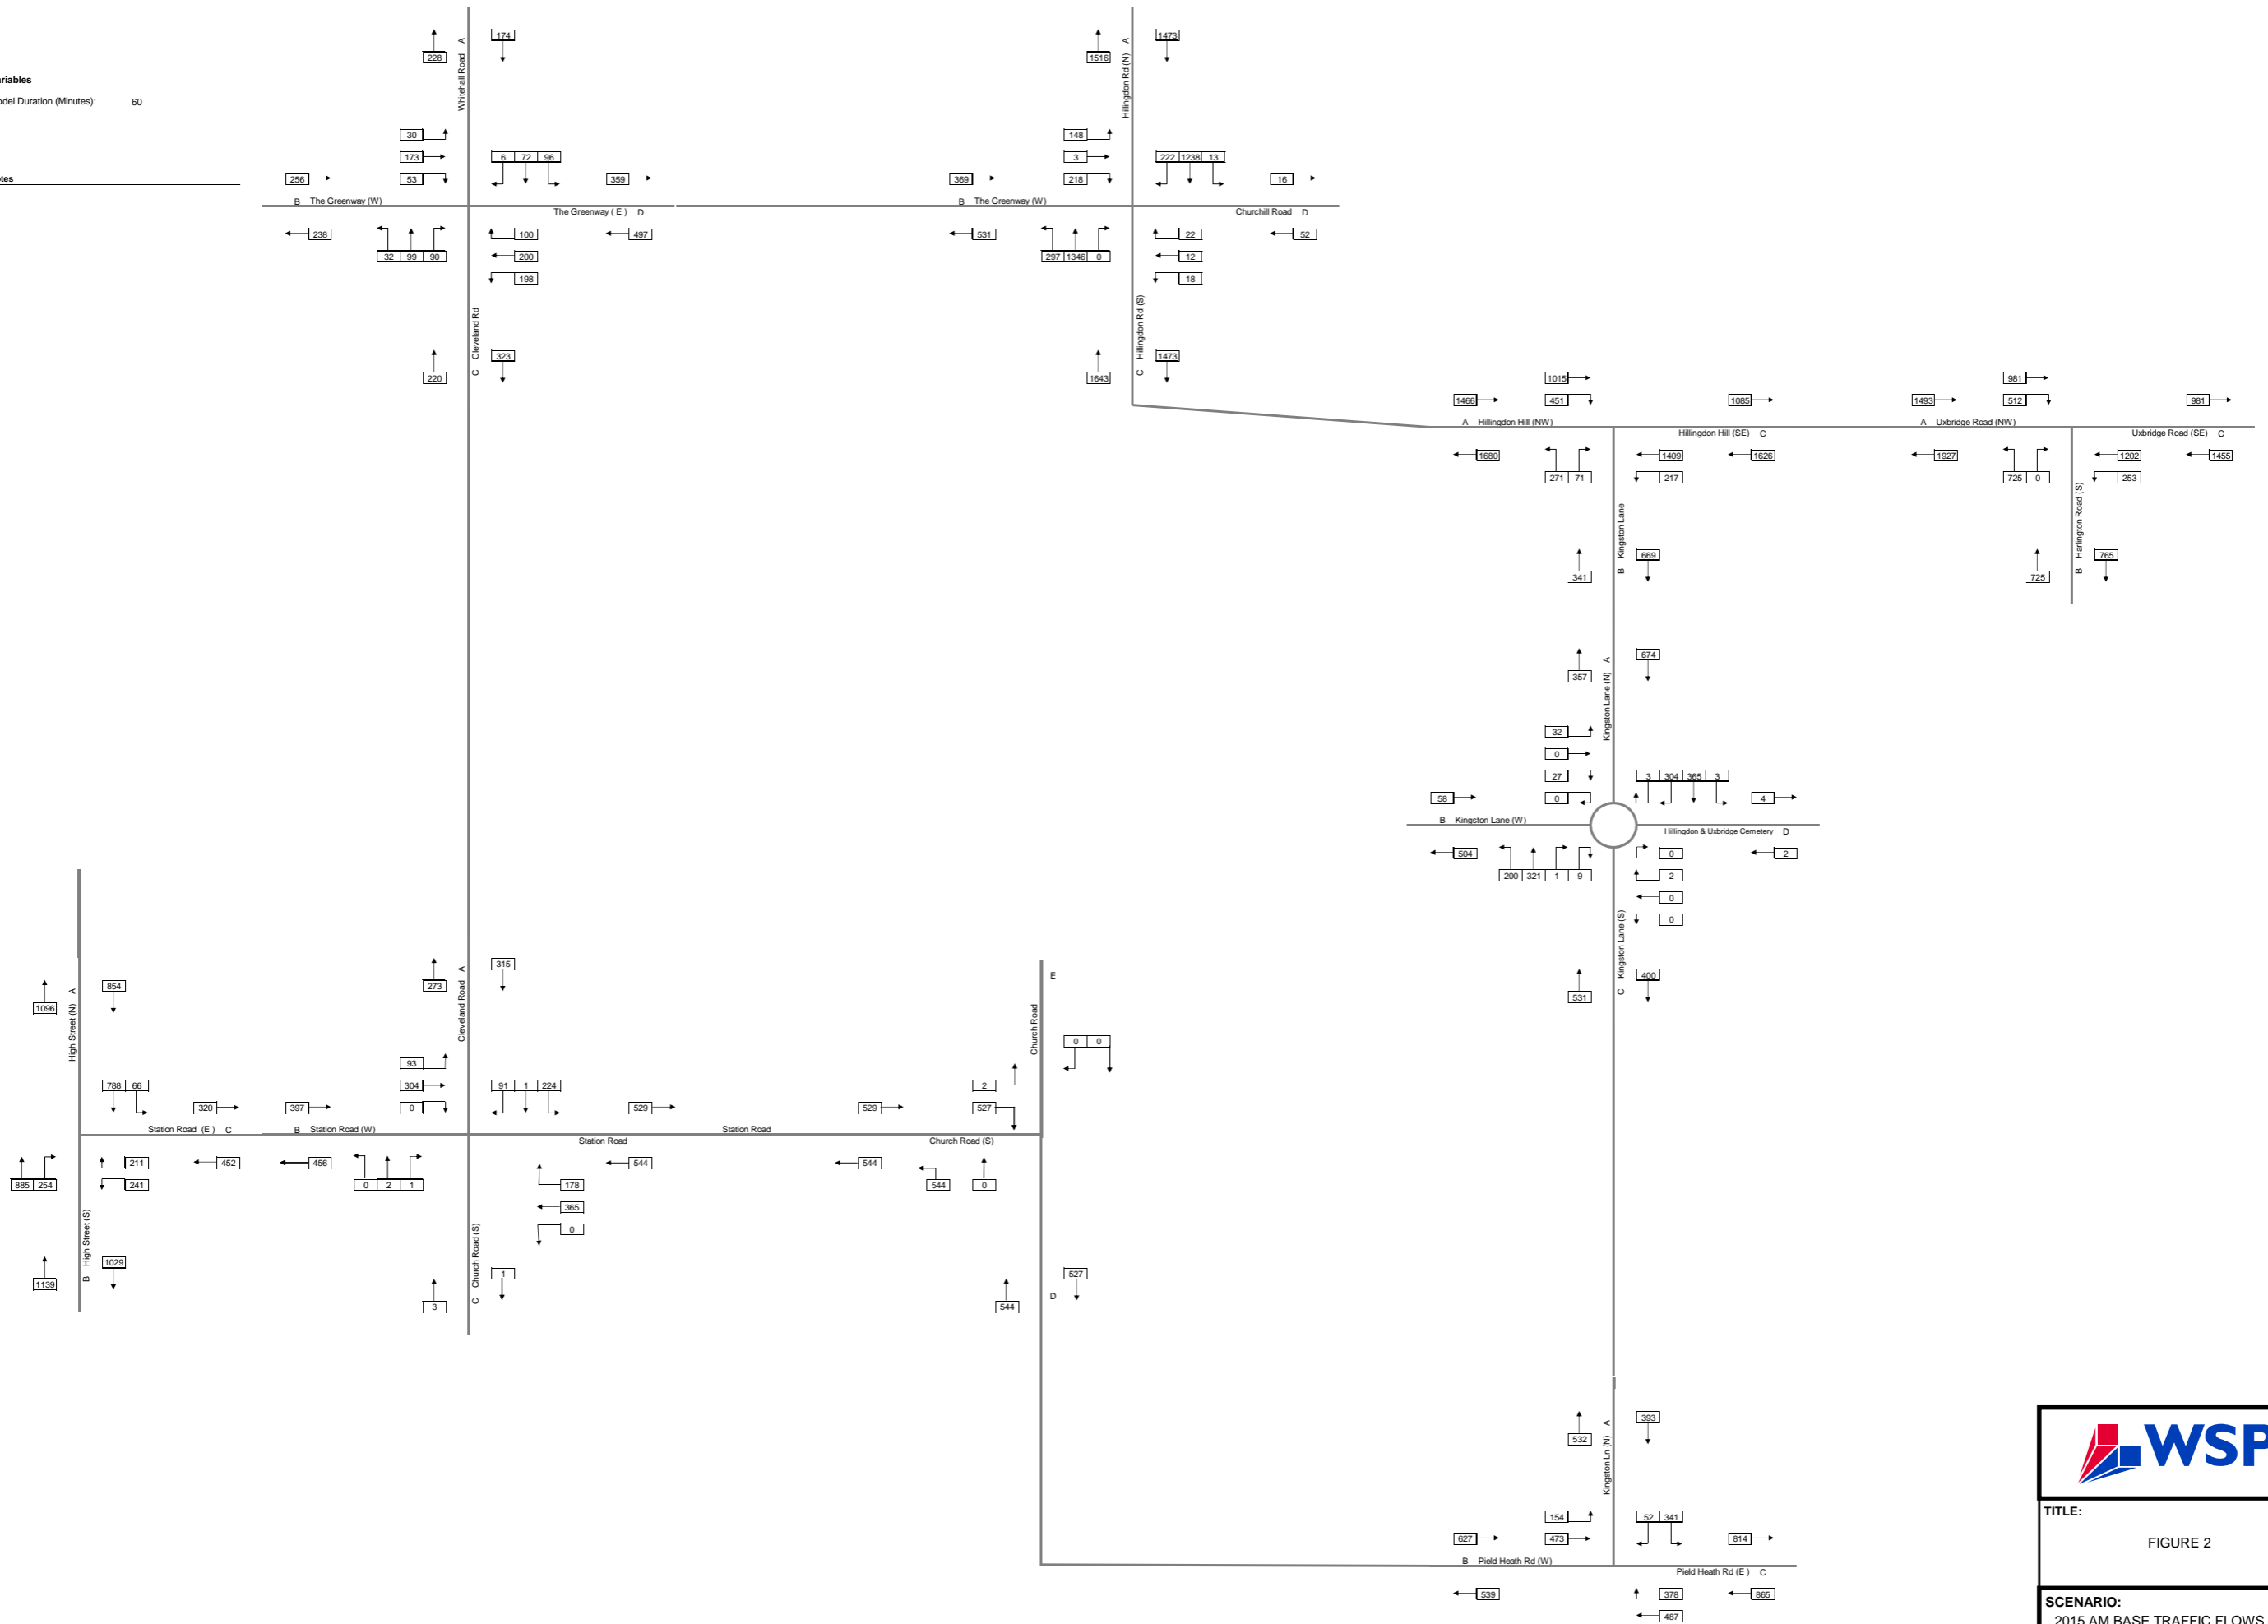 174
228
1473
1516
Whitehall Road A
Hillingdon Rd (N) A
Model Duration (Minutes): 60
30
173
53
6 72 96
256
359
148
3
218
222 1238 13
369
16
B The Greenway (W)
The Greenway ( E ) D
B The Greenway (W)
Churchill Road D
238
32 99 90
100
200
198
497
531
297 1346 0
22
12
18
52
C Cleveland Rd
C Hillingdon Rd (S)
323
220
1473
1643
1466
1015
451
1085
1493
981
512
981
A Hillingdon Hill (NW)
Hillingdon Hill (SE) C
A Uxbridge Road (NW)
Uxbridge Road (SE) C
1680
271 71
1409
217
1626
1927
725 0
1202
253
1455
B Kingston Lane
B Harlington Road (S)
341
669
725
765
357
674
Kingston Lane (N) A
32
0
27
0
3 304 365 3
58
4
B Kingston Lane (W)
Hillingdon & Uxbridge Cemetery D
504
200 321 1 9
0
2
0
0
2
C Kingston Lane (S)
531
400
1096
854
High Street (N) A
273
315
Cleveland Road A
E
Church Road
0 0
788 66
320
397
93
304
0
91 1 224
529
529
2
527
Station Road (E ) C
B Station Road (W)
Station Road
Station Road
Church Road (S)
885 254
211
241
452
456
0 2 1
178
365
0
544
544
544
0
B High Street (S)
C Church Road (S)
1139
1029
3
1
544
527
D
532
393
Kingston Ln (N) A
154
473
52 341
627
814
B Pield Heath Rd (W)
Pield Heath Rd (E ) C
539
378
487
865
WSP
TITLE:
FIGURE 2
SCENARIO:
2015 AM BASE TRAFFIC FLOWS